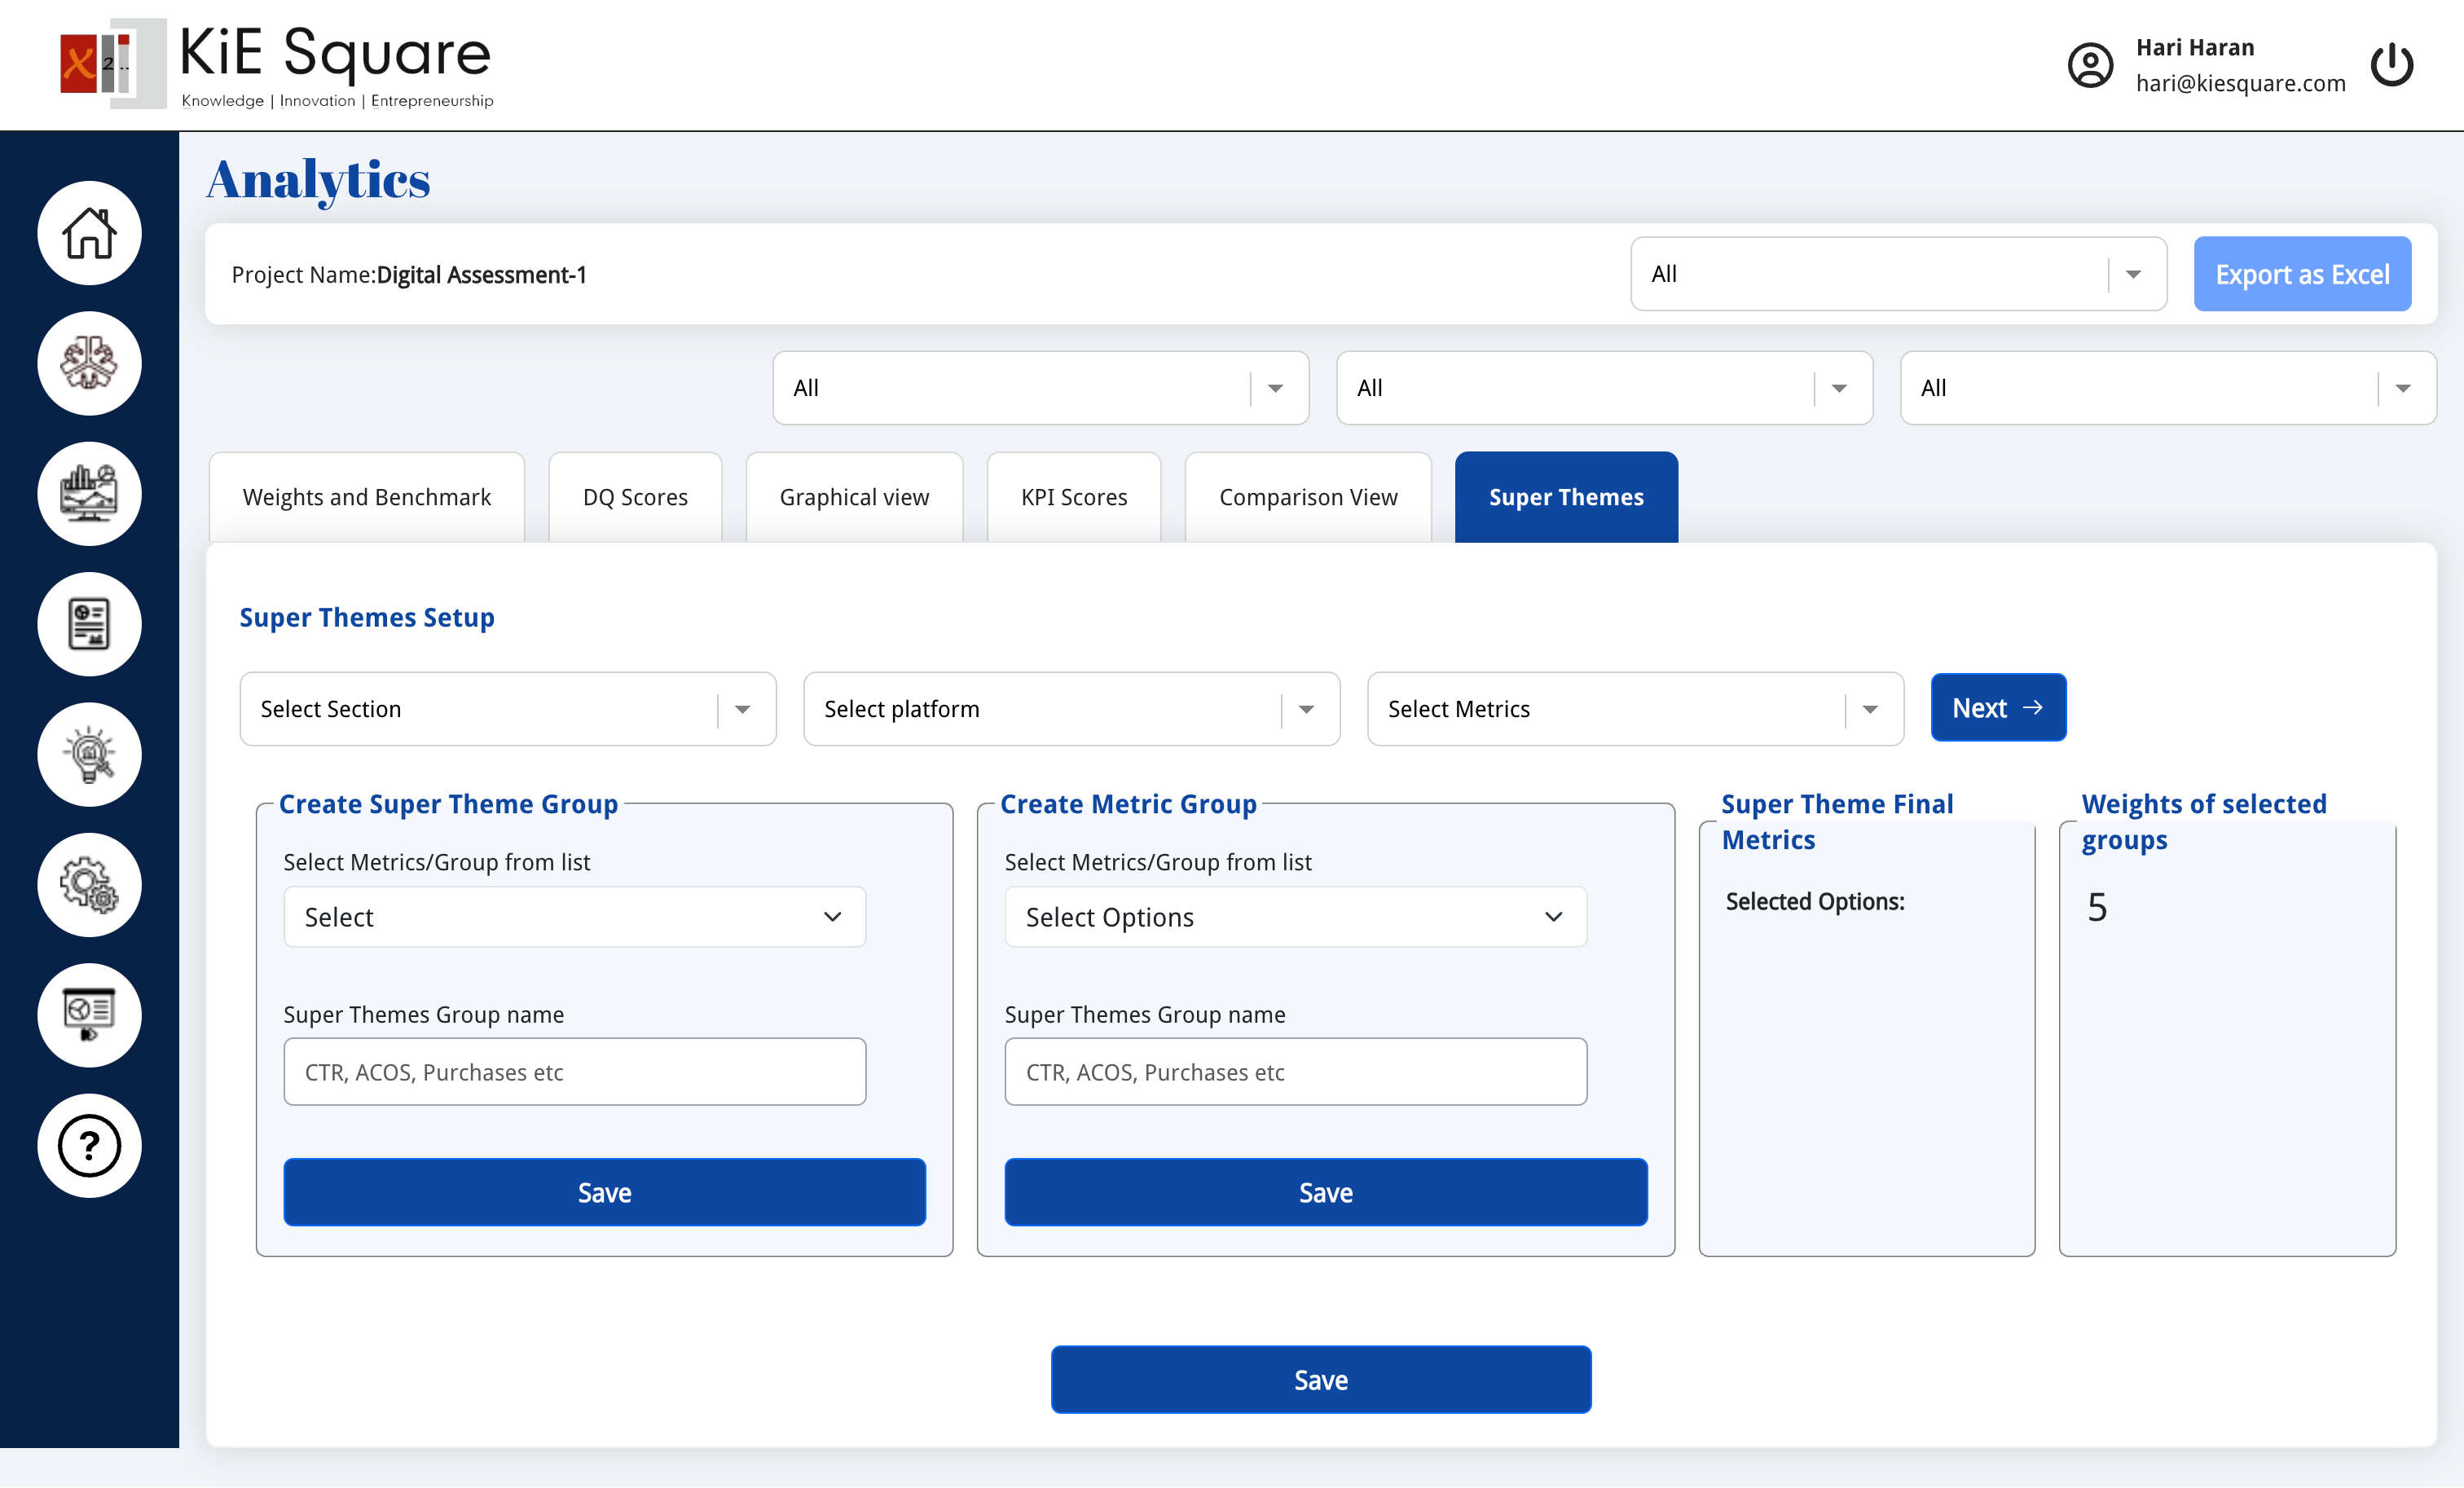 KiE Square
Knowledge | Innovation | Entrepreneurship
Hari Haran
hari@kiesquare.com
Analytics
Project Name:Digital Assessment-1
All
Export as Excel
All
All
All
Weights and Benchmark
DQ Scores
Graphical view
KPI Scores
Comparison View
Super Themes
Super Themes Setup
Select Section
Select platform
Select Metrics
Next →
Create Super Theme Group
Select Metrics/Group from list
Select
Super Themes Group name
CTR, ACOS, Purchases etc
Save
Create Metric Group
Select Metrics/Group from list
Select Options
Super Themes Group name
CTR, ACOS, Purchases etc
Save
Super Theme Final
Metrics
Selected Options:
Weights of selected
groups
5
Save